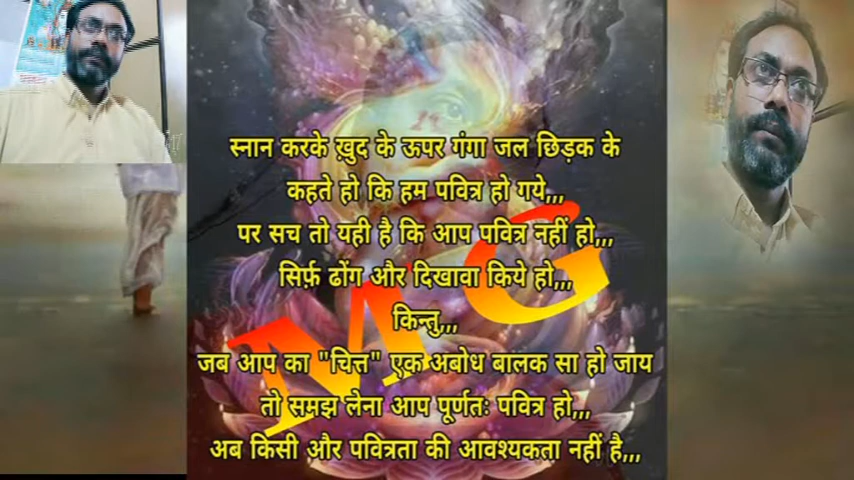 स्नान करके ख़ुद के ऊपर गंगा जल छिड़क के
कहते हो कि हम पवित्र हो गये,,,
पर सच तो यही है कि आप पवित्र नहीं हो,,,
सिर्फ़ ढोंग और दिखावा किये हो,,,
किन्तु,,,
जब आप का "चित्त" एक अबोध बालक सा हो जाय
तो समझ लेना आप पूर्णतः पवित्र हो,,,
अब किसी और पवित्रता की आवश्यकता नहीं है,,,
MG